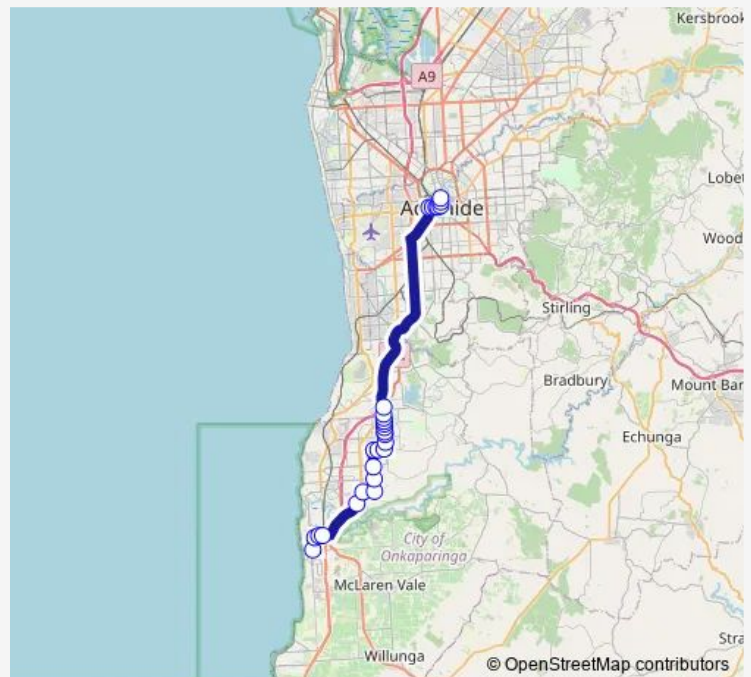 Kersbrook
A9
Lobet
Adelaide
Wood
Stirling
Bradbury
Mount Bar
Echunga
City of
Onkaparinga
McLaren Vale
Stra
Willunga
© OpenStreetMap contributors